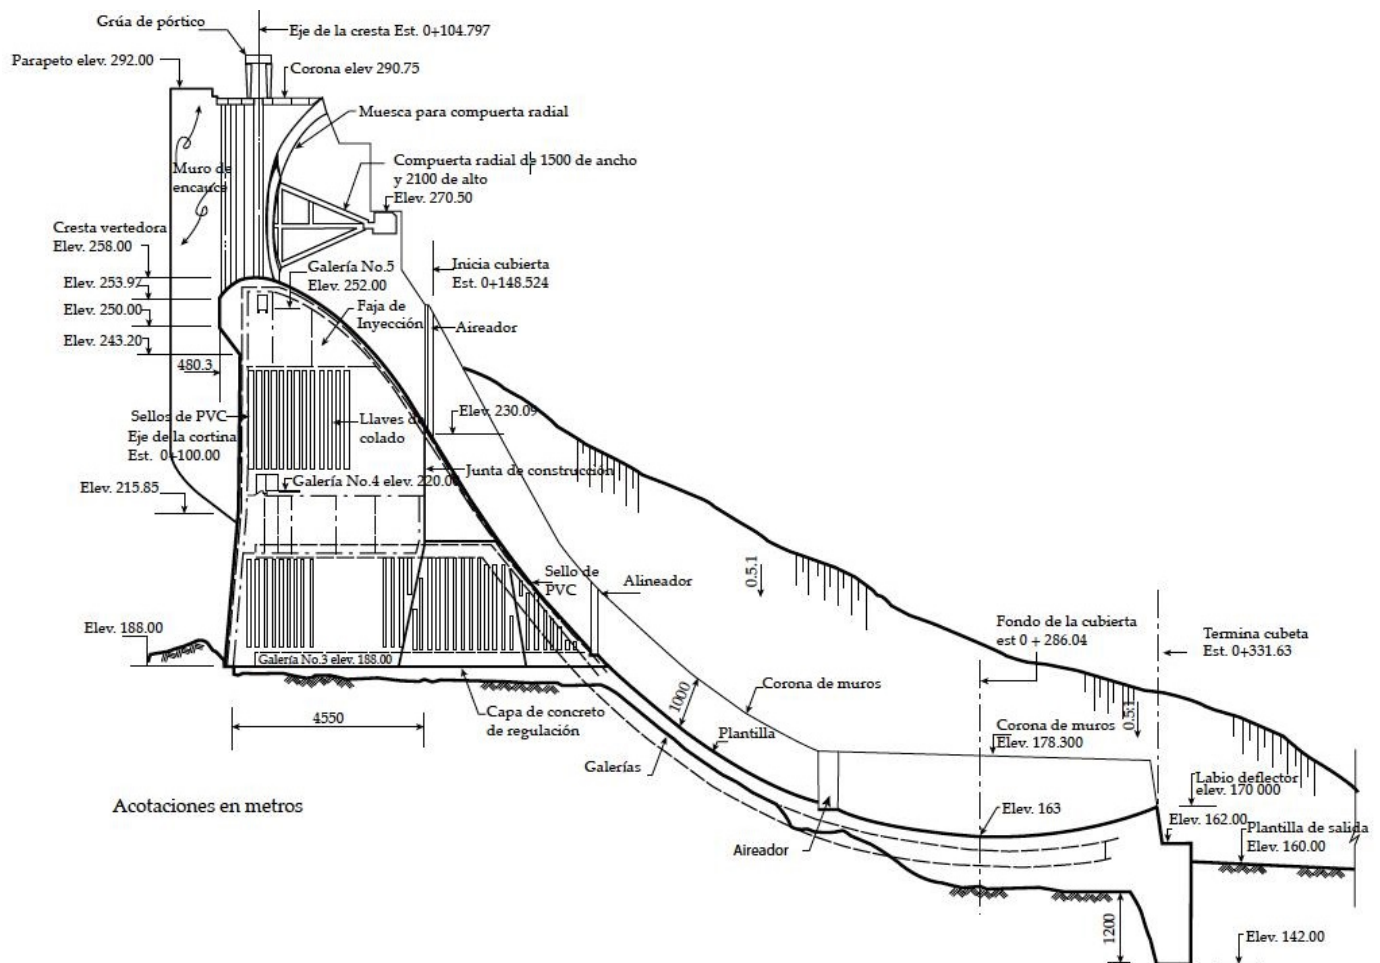 Grúa de pórtico
Eje de la cresta Est. 0+104.797
Parapeto elev. 292.00
Corona elev 290.75
Muesca para compuerta radial
Compuerta radial de 1500 de ancho
y 2100 de alto
Elev. 270.50
Muro de
encauce
Cresta vertedora
Elev. 258.00
Elev. 253.97
Elev. 250.00
Elev. 243.20
480.3
Galería No.5
Elev. 252.00
Inicia cubierta
Est. 0+148.524
Faja de
Inyección
Aireador
Elev. 230.09
Sellos de PVC
Eje de la cortina
Est. 0+100.00
Llaves de
colado
Junta de construcción
Galería No.4 elev. 220.00
Elev. 215.85
Sello de
PVC
Alineador
0.5.1
Elev. 188.00
Galería No.3 elev. 188.00
Fondo de la cubierta
est 0 + 286.04
Termina cubeta
Est. 0+331.63
4550
Capa de concreto
de regulación
1000
Corona de muros
Plantilla
Galerías
Corona de muros
Elev. 178.300
0.5.1
Labio deflector
elev. 170 000
Elev. 162.00
Plantilla de salida
Elev. 160.00
Elev. 163
Aireador
Acotaciones en metros
1200
Elev. 142.00